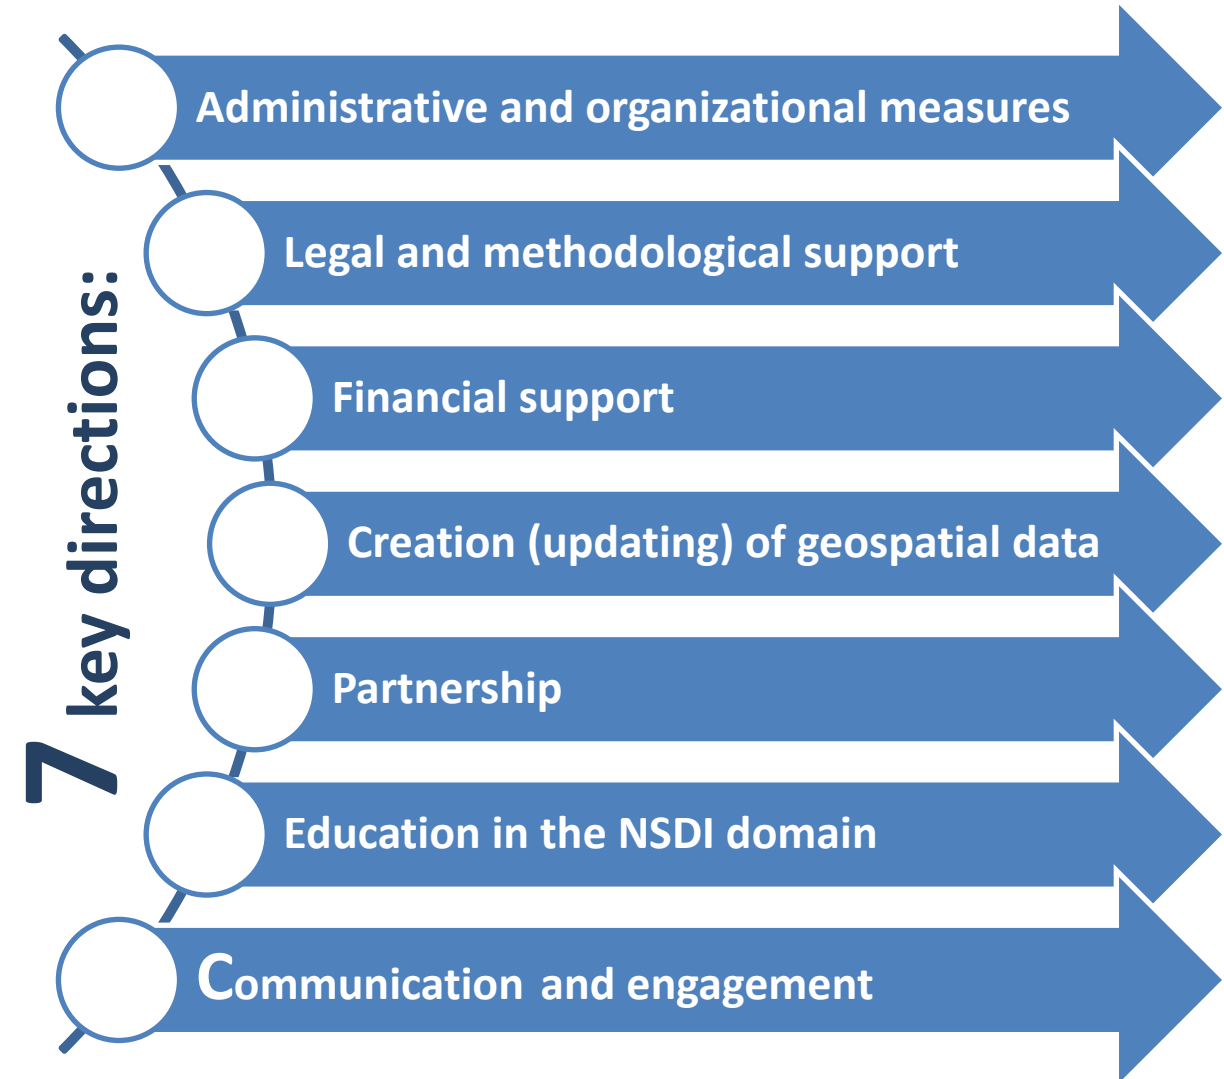 7 key directions:
Administrative and organizational measures
Legal and methodological support
Financial support
Creation (updating) of geospatial data
Partnership
Education in the NSDI domain
Communication and engagement